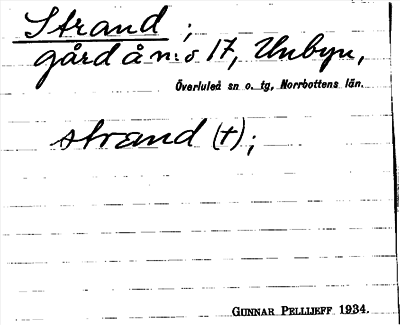 Strand ;
gård å n:o 17, Unbyn,
Överluleå sn o. tg, Norrbottens län.
strand (+);
GUNNAR PELLIJEFF 1934.